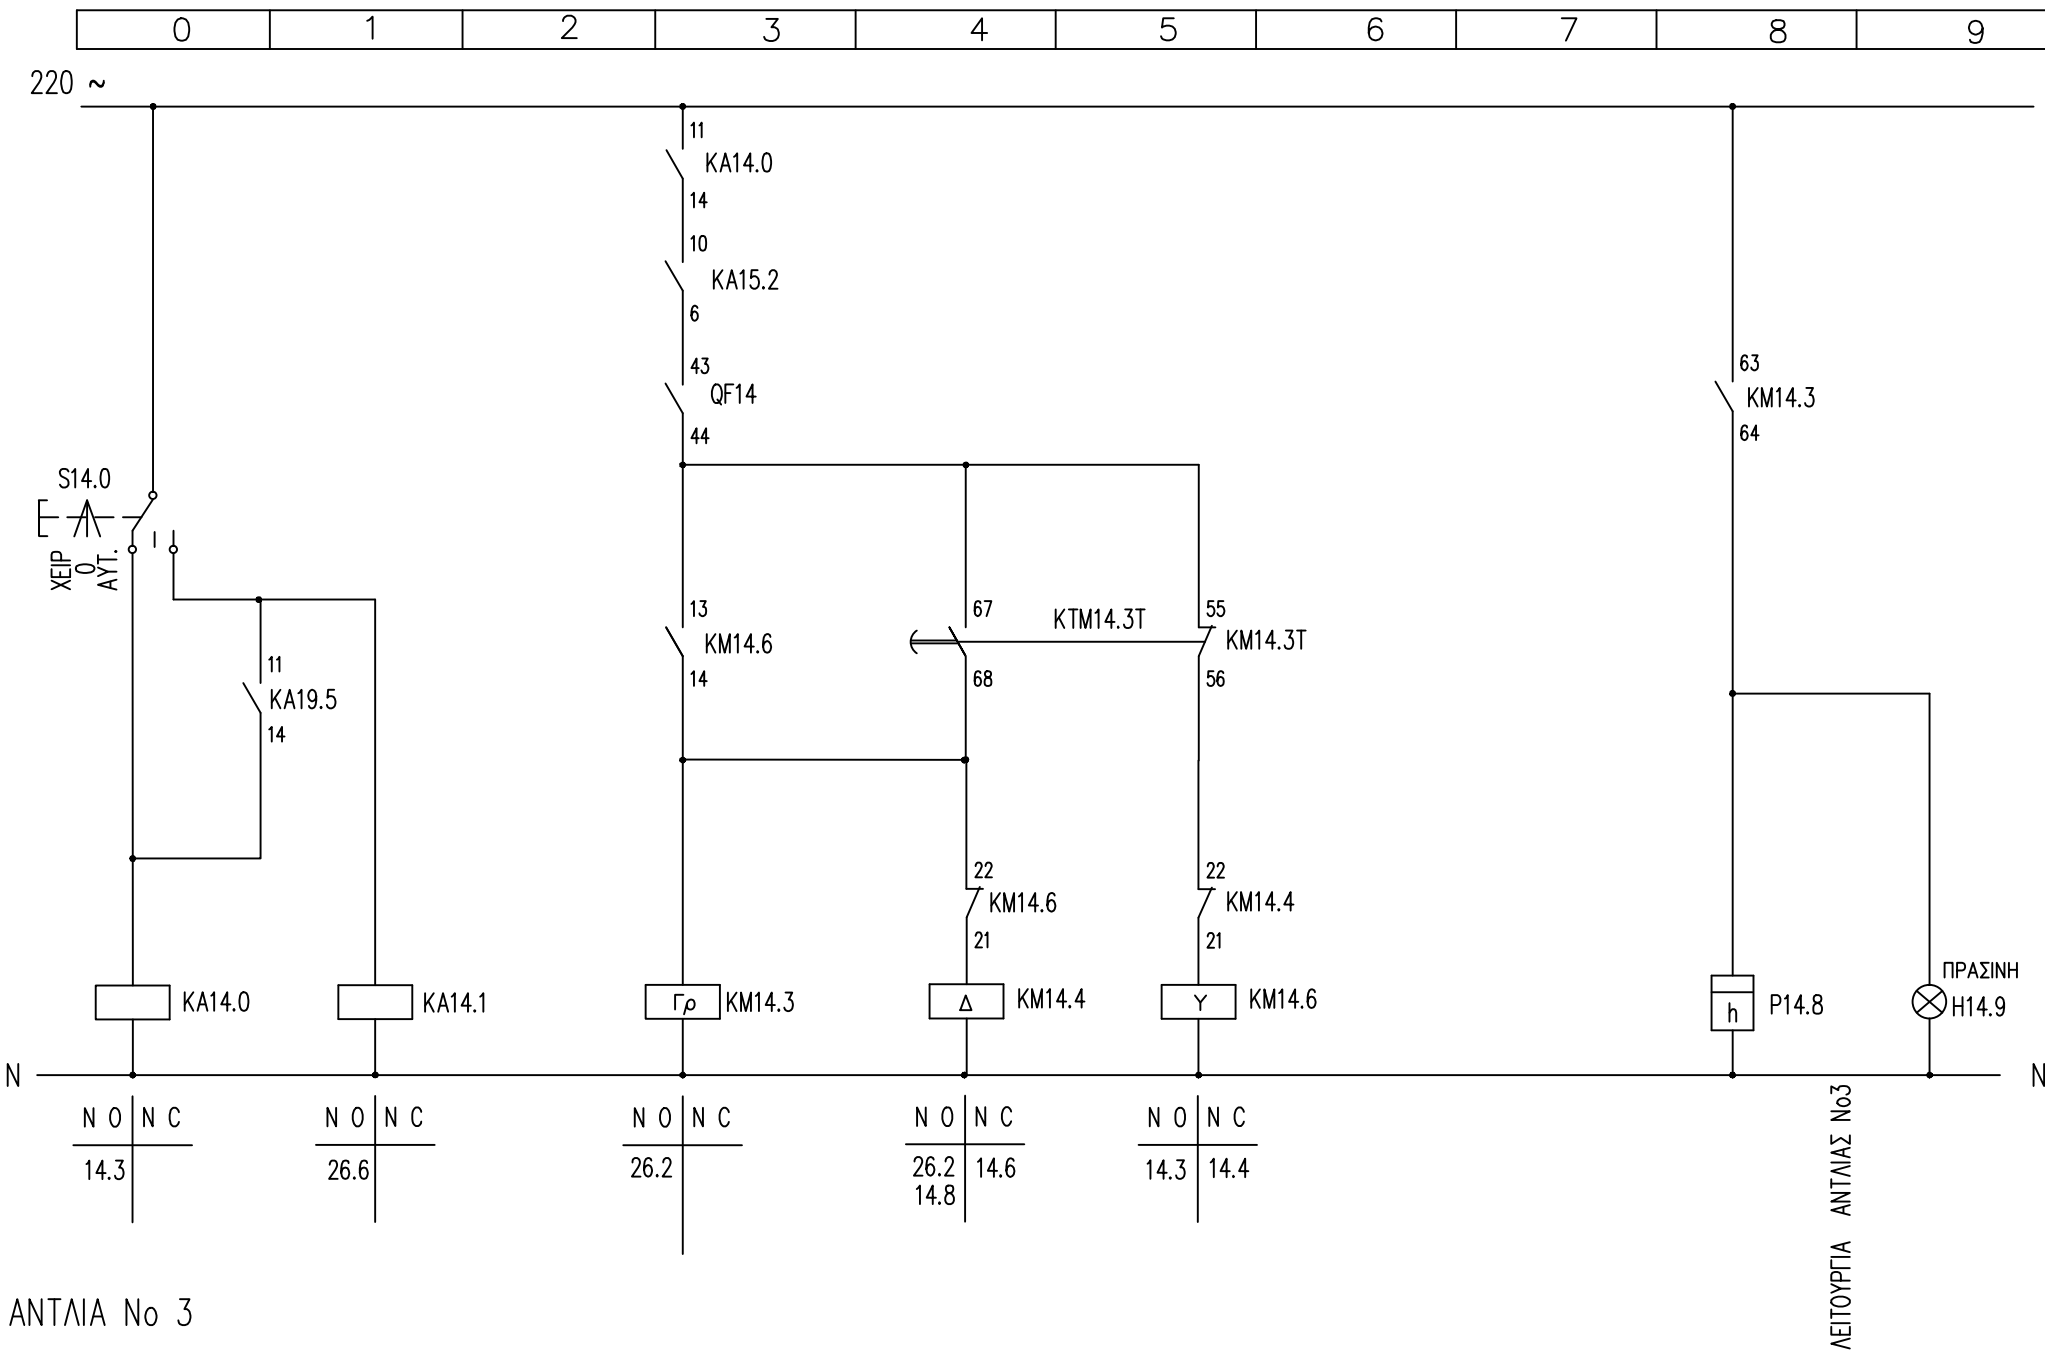 0 1 2 3 4 5 6 7 8 9
220 ~
11
KA14.0
14
10
KA15.2
6
43
QF14
44
63
KM14.3
64
S14.0
ΧΕΙΡ
0
ΑΥΤ.
I
13
KM14.6
14
67
KTM14.3T
68
55
KM14.3T
56
11
KA19.5
14
22
KM14.6
21
22
KM14.4
21
KA14.0
KA14.1
Γρ KM14.3
Δ KM14.4
Υ KM14.6
h P14.8
ΠΡΑΣΙΝΗ
H14.9
N N
N O N C N O N C N O N C N O N C N O N C
14.3 26.6 26.2 26.2 14.6 14.3 14.4
14.8
ΛΕΙΤΟΥΡΓΙΑ ΑΝΤΛΙΑΣ Νο3
ΑΝΤΛΙΑ Νο 3